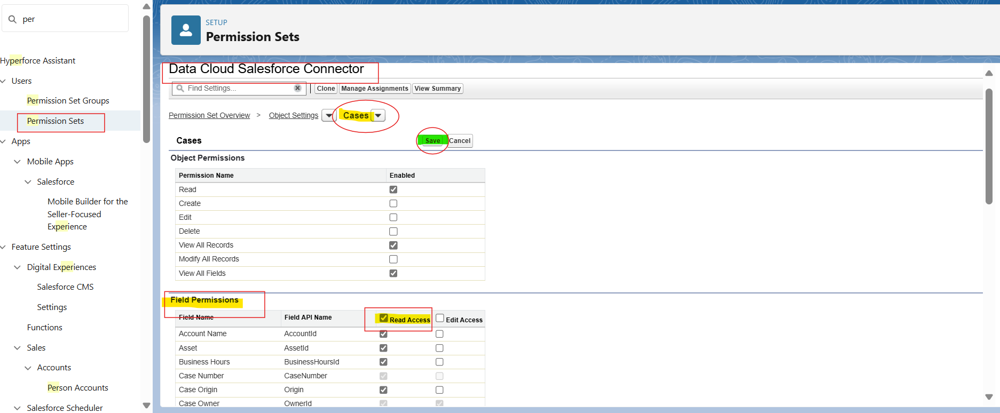 per
Hyperforce Assistant
Users
Permission Set Groups
Permission Sets
Apps
Mobile Apps
Salesforce
Mobile Builder for the
Seller-Focused
Experience
Feature Settings
Digital Experiences
Salesforce CMS
Settings
Functions
Sales
Accounts
Person Accounts
Salesforce Scheduler
SETUP
Permission Sets
Data Cloud Salesforce Connector
Find Settings... Clone Manage Assignments View Summary
Permission Set Overview > Object Settings Cases
Cases Save Cancel
Object Permissions
Permission Name Enabled
Read
Create
Edit
Delete
View All Records
Modify All Records
View All Fields
Field Permissions
Field Name Field API Name Read Access Edit Access
Account Name AccountId
Asset AssetId
Business Hours BusinessHoursId
Case Number CaseNumber
Case Origin Origin
Case Owner OwnerId